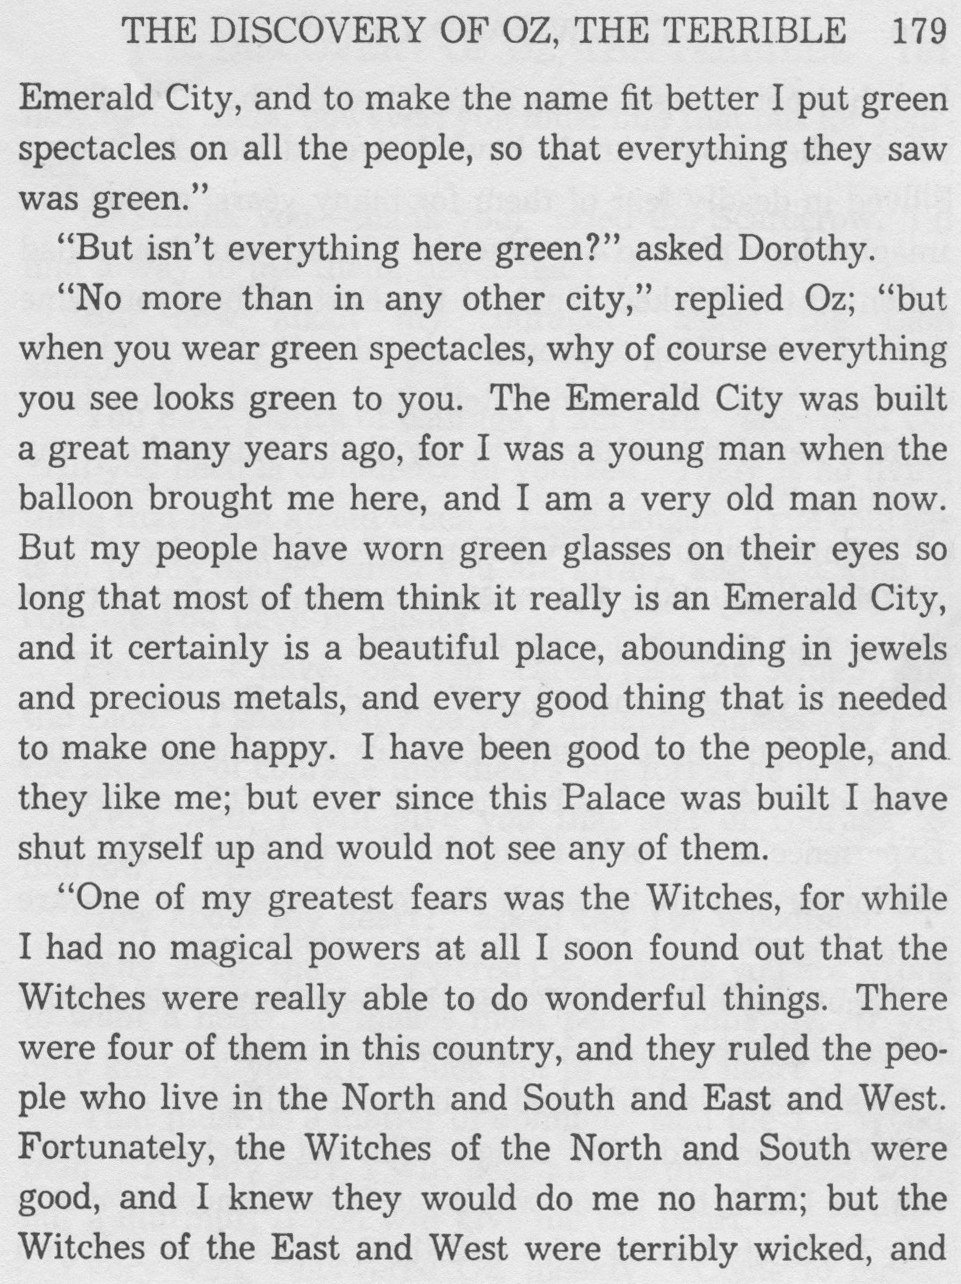 THE DISCOVERY OF OZ, THE TERRIBLE 179
Emerald City, and to make the name fit better I put green
spectacles on all the people, so that everything they saw
was green.”
“But isn’t everything here green?” asked Dorothy.
“No more than in any other city,” replied Oz; “but
when you wear green spectacles, why of course everything
you see looks green to you. The Emerald City was built
a great many years ago, for I was a young man when the
balloon brought me here, and I am a very old man now.
But my people have worn green glasses on their eyes so
long that most of them think it really is an Emerald City,
and it certainly is a beautiful place, abounding in jewels
and precious metals, and every good thing that is needed
to make one happy. I have been good to the people, and
they like me; but ever since this Palace was built I have
shut myself up and would not see any of them.
“One of my greatest fears was the Witches, for while
I had no magical powers at all I soon found out that the
Witches were really able to do wonderful things. There
were four of them in this country, and they ruled the peo-
ple who live in the North and South and East and West.
Fortunately, the Witches of the North and South were
good, and I knew they would do me no harm; but the
Witches of the East and West were terribly wicked, and